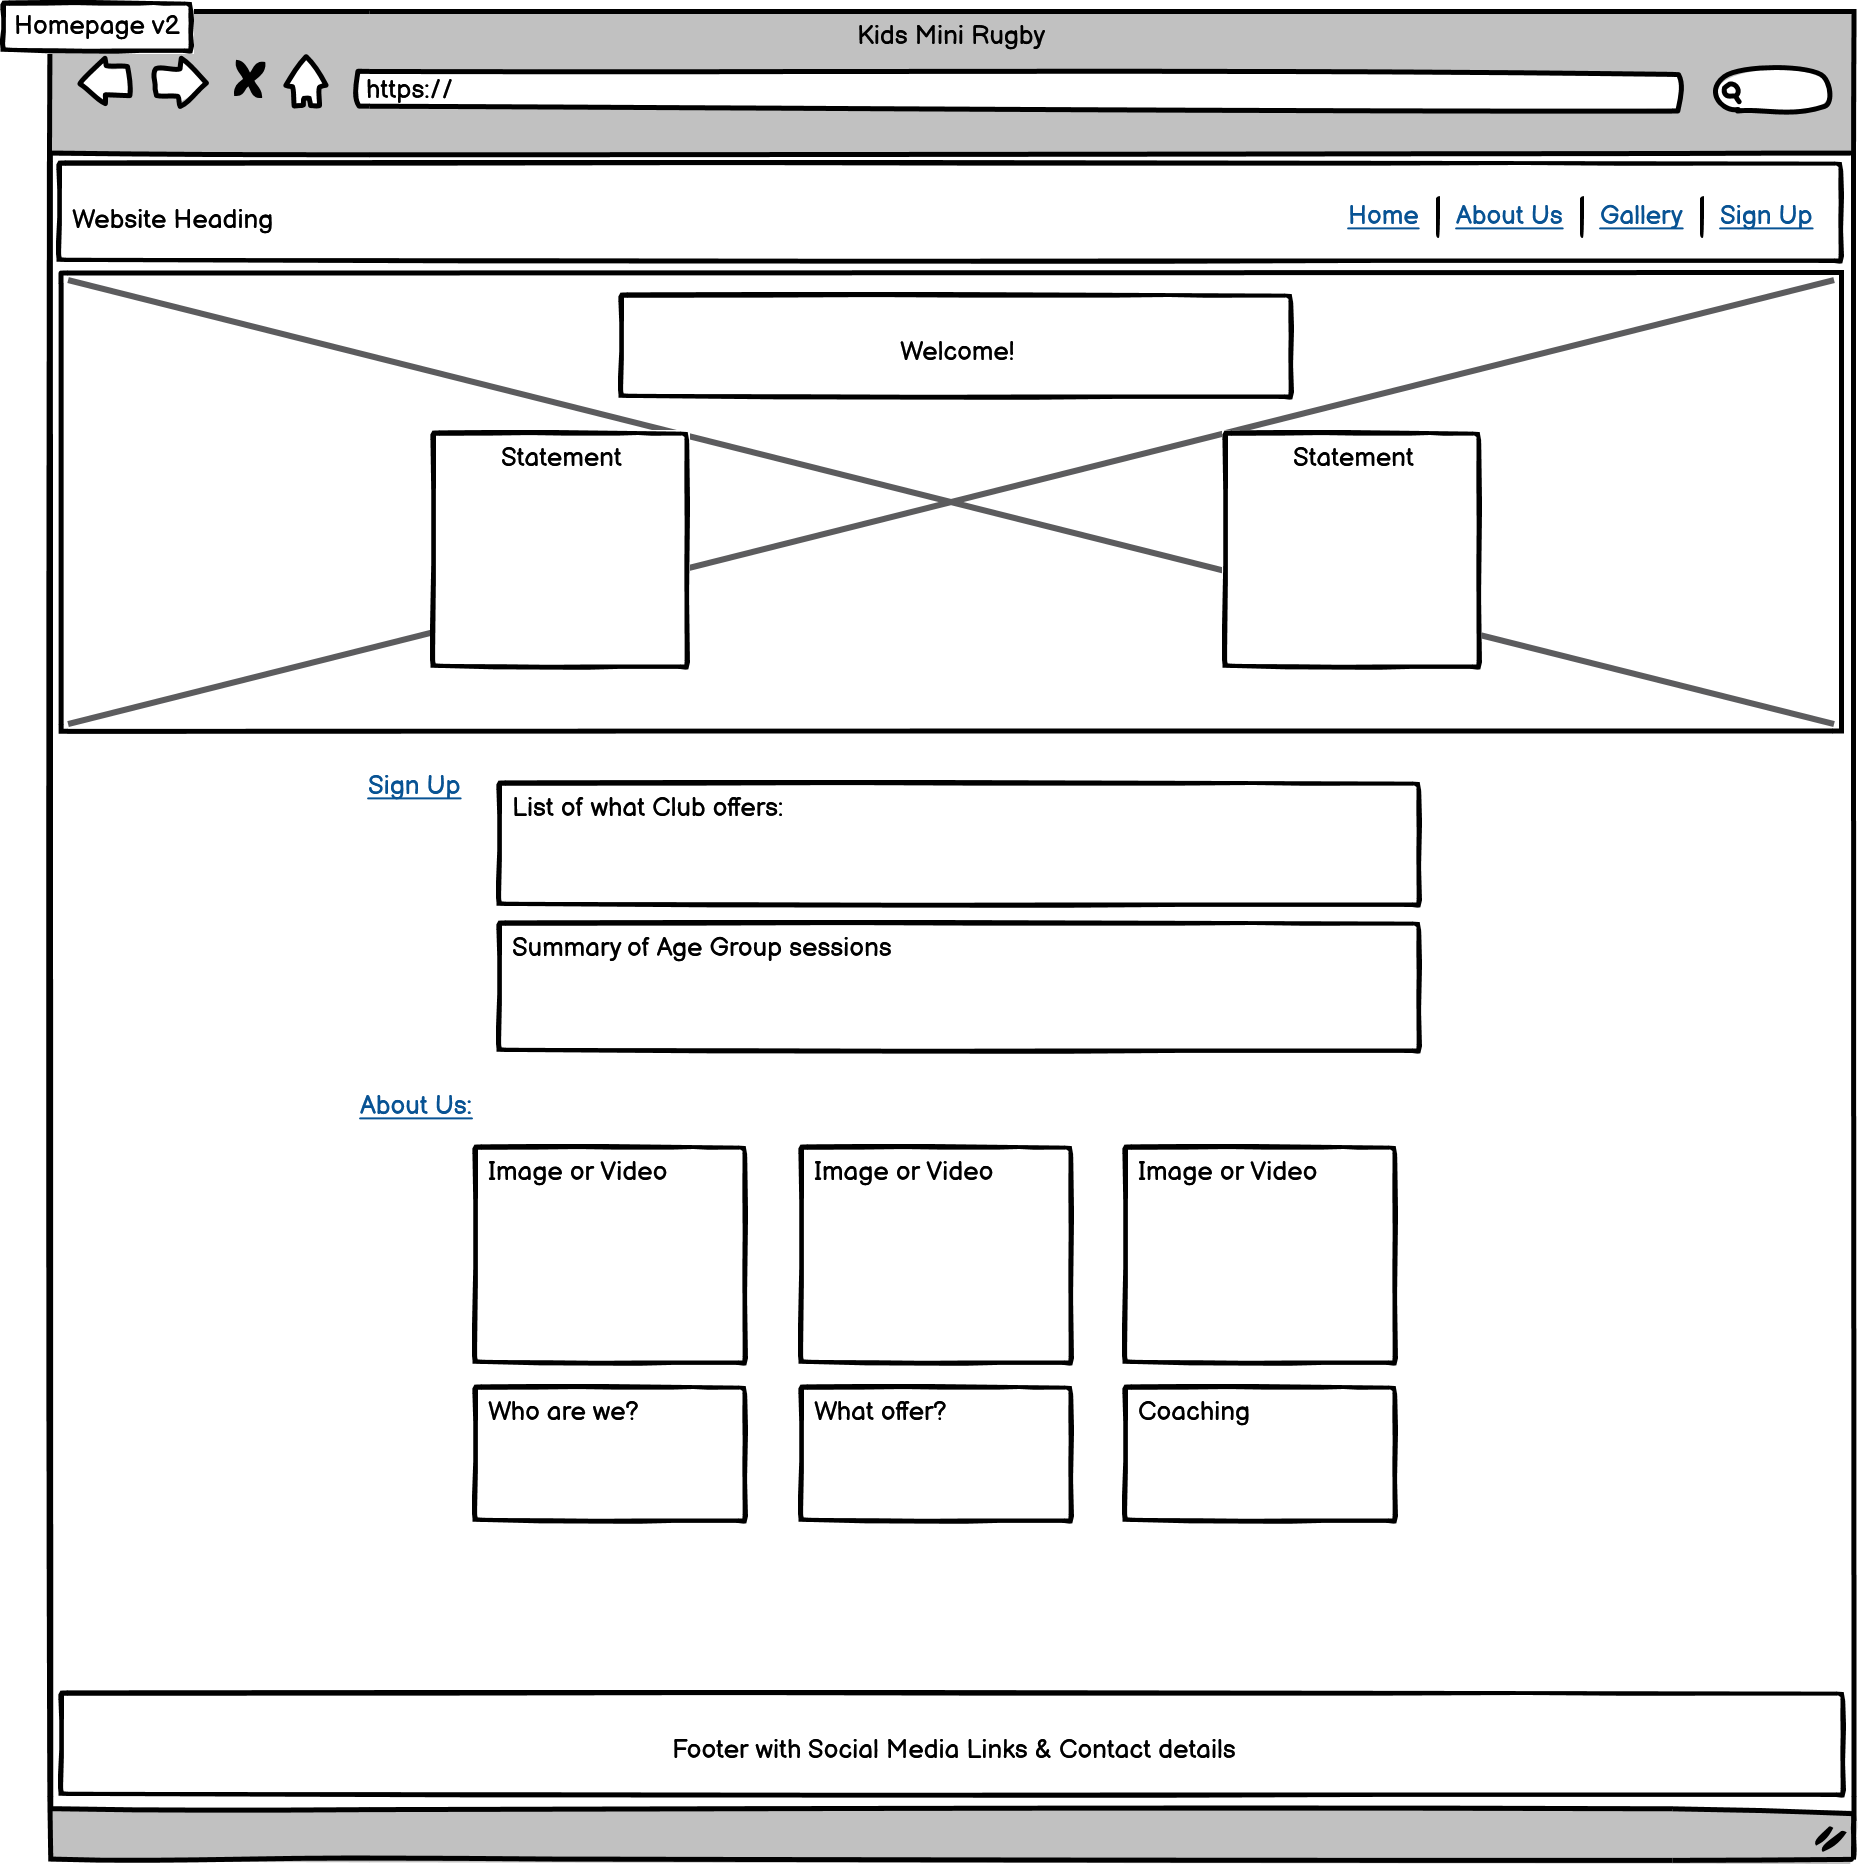 Homepage v2
Kids Mini Rugby
https://
Website Heading
Home
About Us
Gallery
Sign Up
Welcome!
Statement
Statement
Sign Up
List of what Club offers:
Summary of Age Group sessions
About Us:
Image or Video
Image or Video
Image or Video
Who are we?
What offer?
Coaching
Footer with Social Media Links & Contact details